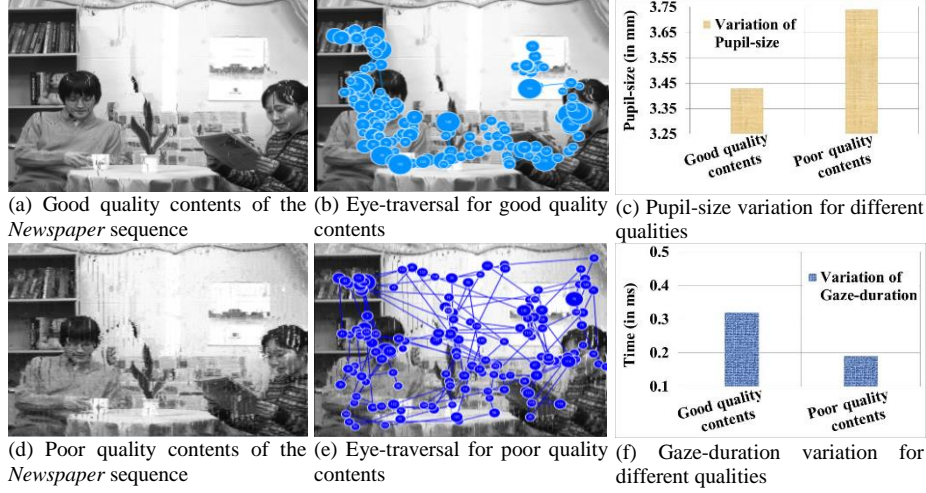 3.75
3.65
3.55
3.45
3.35
3.25
Pupil-size (in mm)
Variation of
Pupil-size
Good quality
contents
Poor quality
contents
(a) Good quality contents of the
Newspaper sequence
(b) Eye-traversal for good quality
contents
(c) Pupil-size variation for different
qualities
0.5
0.4
0.3
0.2
0.1
Time (in ms)
Variation of
Gaze-duration
Good quality
contents
Poor quality
contents
(d) Poor quality contents of the
Newspaper sequence
(e) Eye-traversal for poor quality
contents
(f) Gaze-duration variation for
different qualities